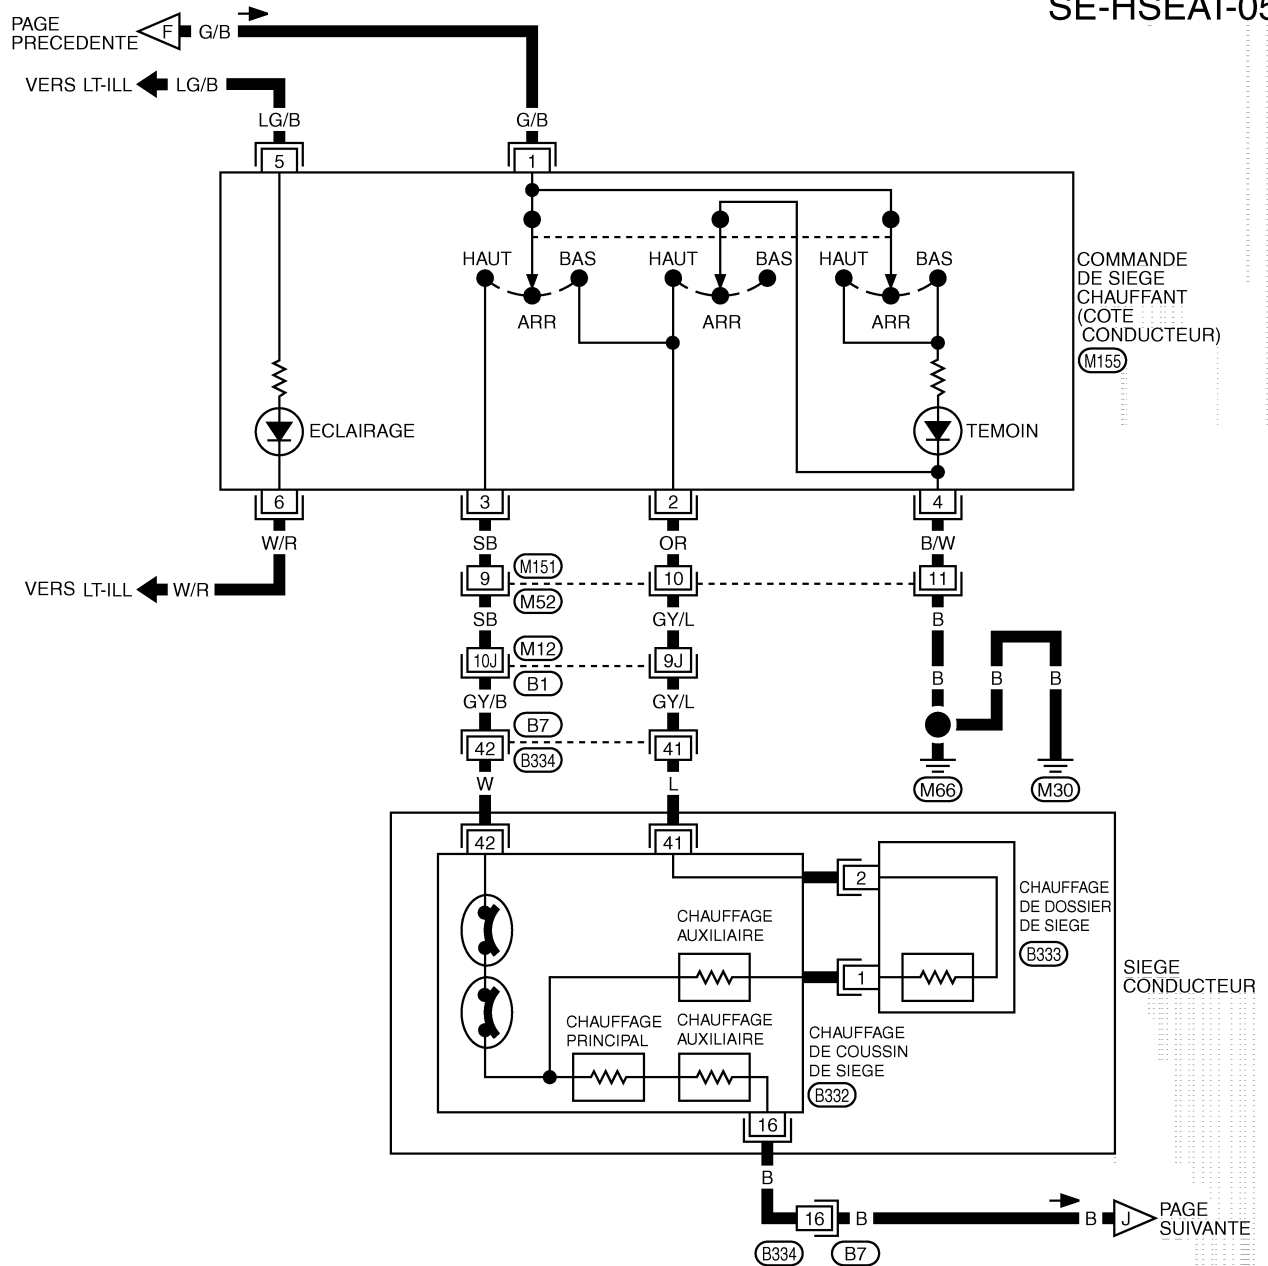 SE-HSEAT-05
PAGE
PRECEDENTE
F
G/B
VERS LT-ILL
LG/B
LG/B
G/B
5
1
HAUT
BAS
HAUT
BAS
HAUT
BAS
ARR
ARR
ARR
COMMANDE
DE SIEGE
CHAUFFANT
(COTE
CONDUCTEUR)
M155
ECLAIRAGE
TEMOIN
6
3
2
4
W/R
SB
OR
B/W
VERS LT-ILL
W/R
9
M151
M52
10
11
SB
GY/L
B
10J
M12
B1
9J
B
B
B
GY/B
GY/L
42
B7
B334
41
W
L
M66
M30
42
41
2
CHAUFFAGE
DE DOSSIER
DE SIEGE
B333
CHAUFFAGE
AUXILIAIRE
1
SIEGE
CONDUCTEUR
CHAUFFAGE
PRINCIPAL
CHAUFFAGE
AUXILIAIRE
CHAUFFAGE
DE COUSSIN
DE SIEGE
B332
16
B
16
B
B
J
PAGE
SUIVANTE
B334
B7